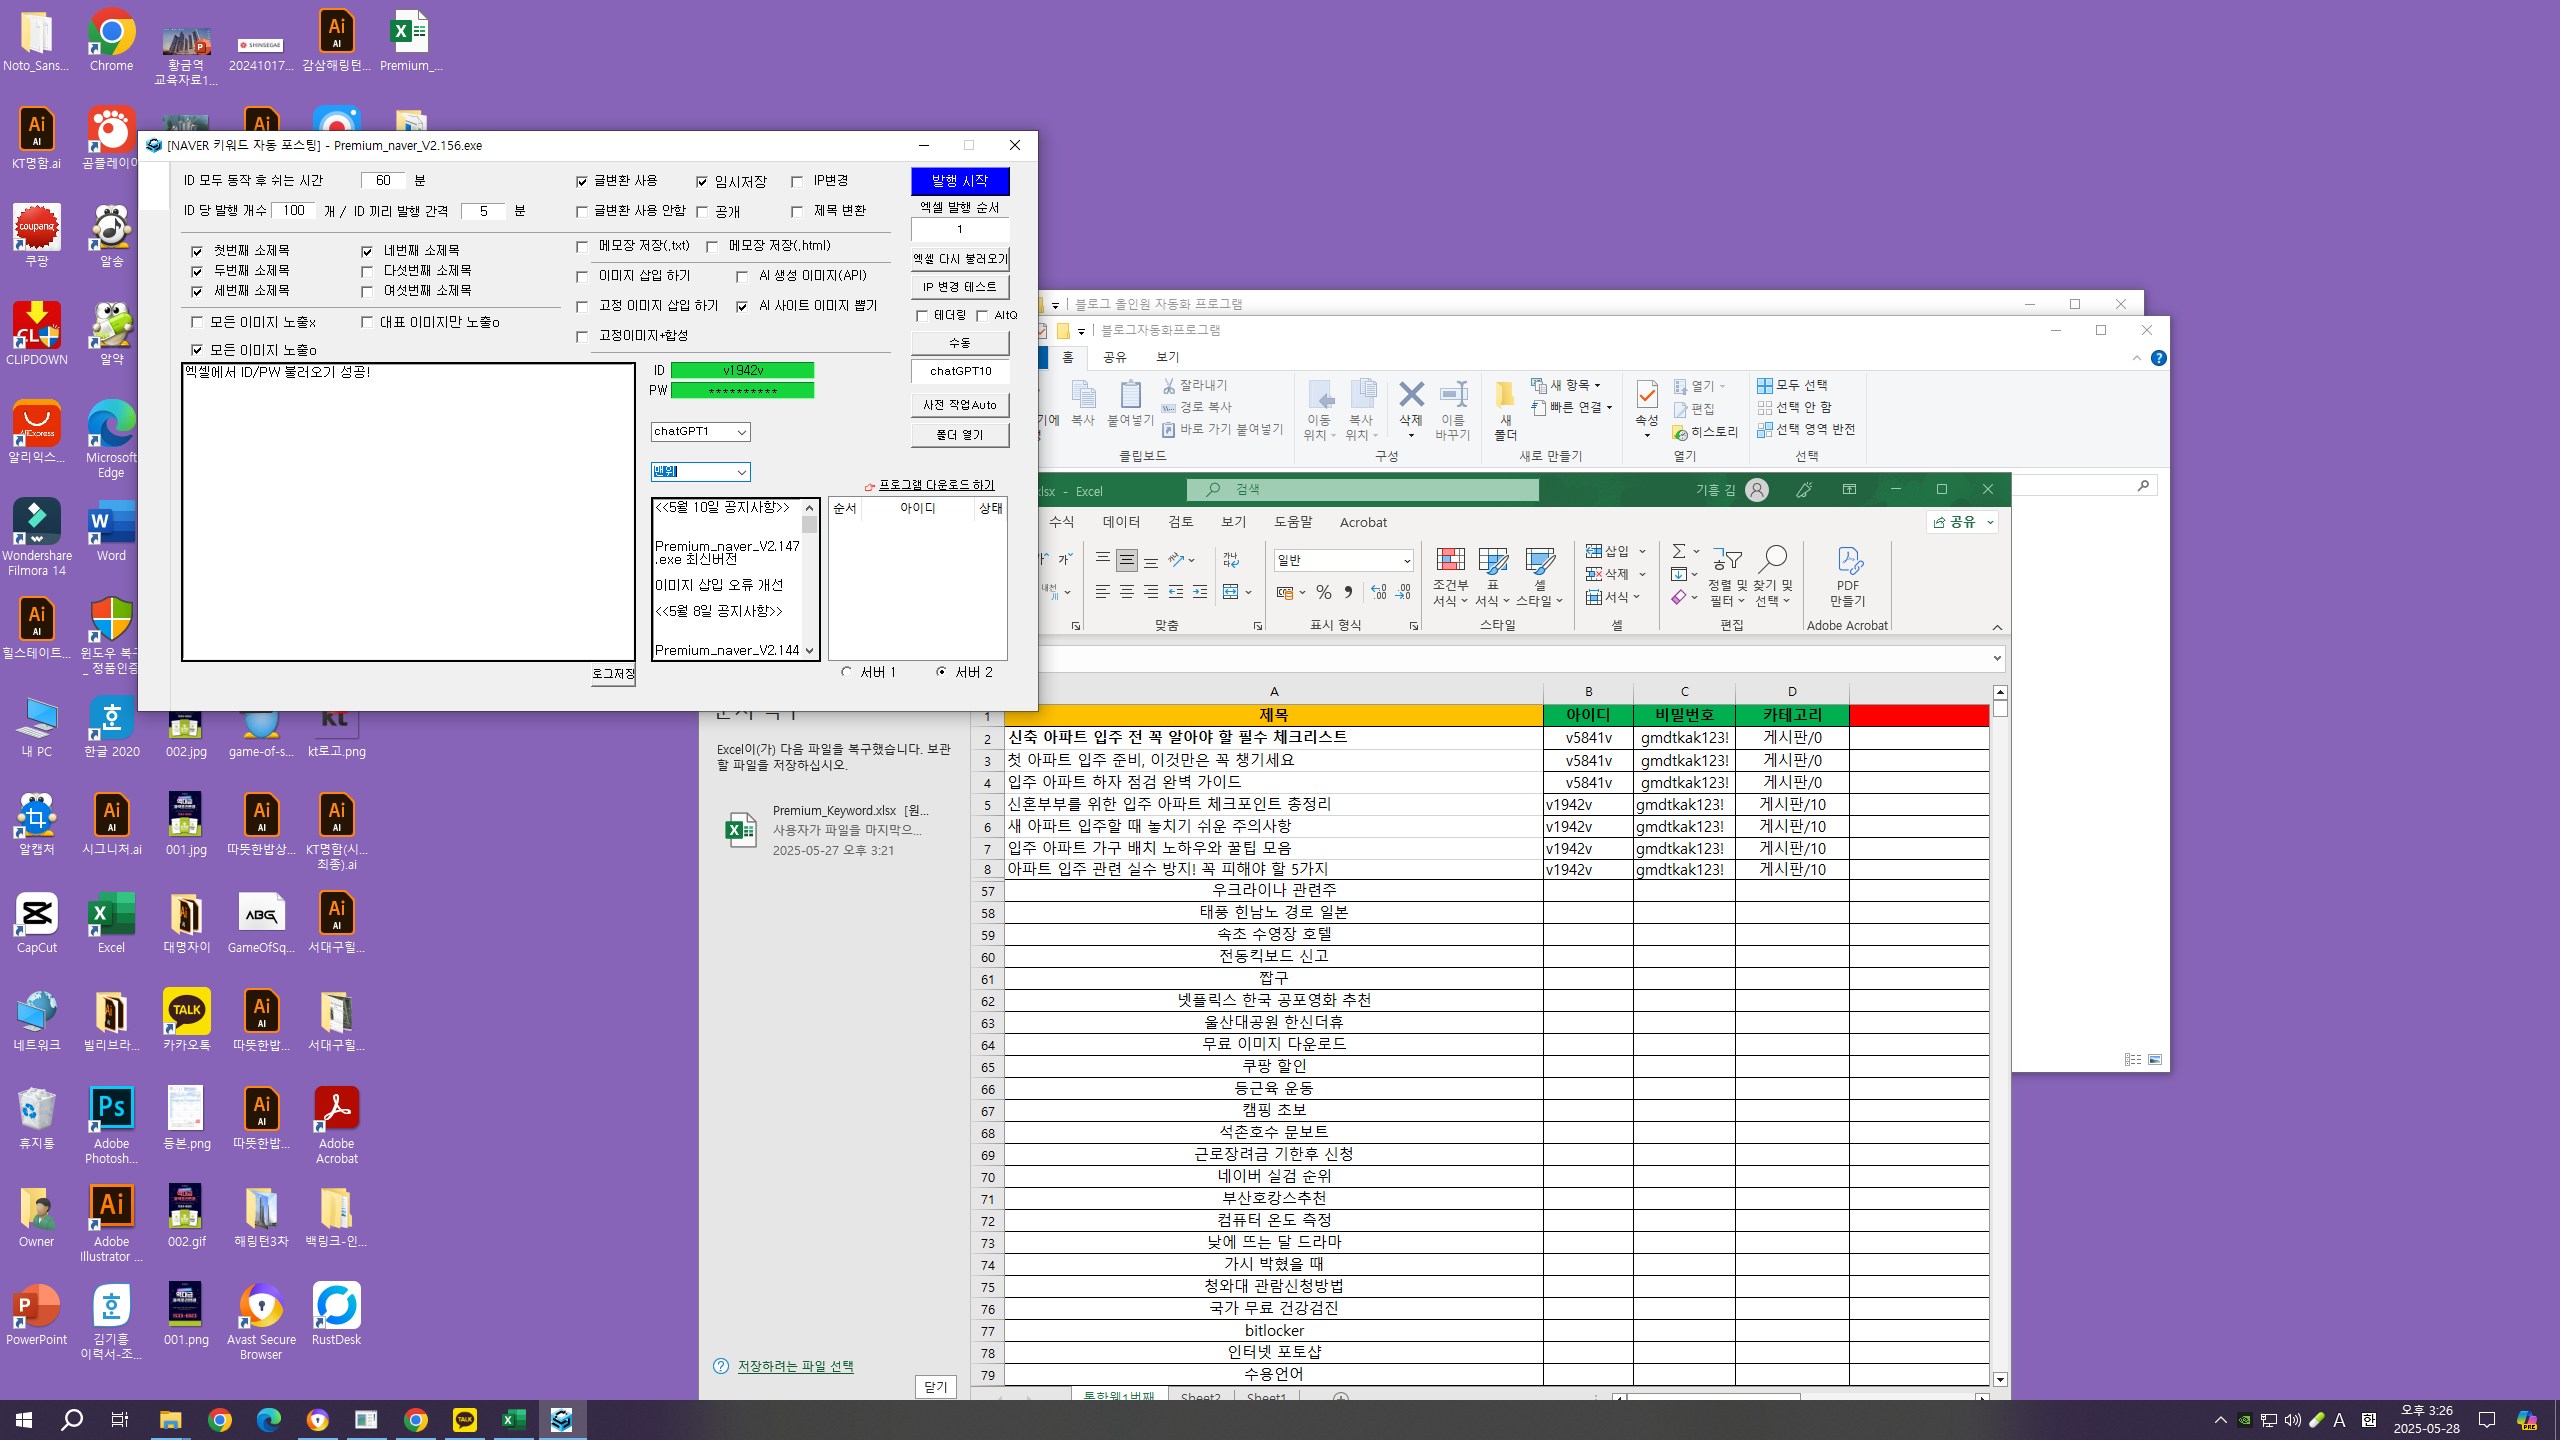 Noto_Sans...
Chrome
황금역
교육자료1...
20241017...
감삼해링턴...
Premium_...
KT명함.ai
곰플레이어
쿠팡
알송
CLIPDOWN
알약
알리익스...
Microsoft
Edge
Wondershare
Filmora 14
Word
힐스테이트...
내 PC
한글 2020
002.jpg
game-of-s...
kt로고.png
알캡처
시그니처.ai
001.jpg
따뜻한밥상...
KT명함(시...
최종).ai
CapCut
Excel
대명자이
GameOfSq...
서대구힐...
네트워크
빌리브라...
카카오톡
따뜻한밥...
서대구힐...
휴지통
Adobe
Photosh...
등본.png
따뜻한밥...
Adobe
Acrobat
Owner
Adobe
Illustrator ...
002.gif
해링턴3차
백링크-인...
PowerPoint
김기흥
이력서-조...
001.png
Avast Secure
Browser
RustDesk
[NAVER 키워드 자동 포스팅] - Premium_naver_V2.156.exe
ID 모두 동작 후 쉬는 시간 60 분
글변환 사용 임시저장 IP변경
발행 시작
ID 당 발행 개수 100 개 / ID 끼리 발행 간격 5 분
글변환 사용 안함 공개 제목 변환
엑셀 발행 순서
1
첫번째 소제목 네번째 소제목
두번째 소제목 다섯번째 소제목
세번째 소제목 여섯번째 소제목
메모장 저장(.txt) 메모장 저장(.html)
엑셀 다시 불러오기
이미지 삽입 하기 AI 생성 이미지(API)
IP 변경 테스트
고정 이미지 삽입 하기 AI 사이트 이미지 뽑기
테더링 AltQ
모든 이미지 노출x 대표 이미지만 노출o
고정이미지+합성
수동
모든 이미지 노출o
엑셀에서 ID/PW 불러오기 성공!
ID v1942v
PW **********
chatGPT10
사전 작업Auto
chatGPT1
폴더 열기
맨위
프로그램 다운로드 하기
<<5월 10일 공지사항>>
Premium_naver_V2.147
.exe 최신버전
이미지 삽입 오류 개선
<<5월 8일 공지사항>>
Premium_naver_V2.144
순서 아이디 상태
로그저장
서버 1 서버 2
블로그 올인원 자동화 프로그램
블로그자동화프로그램
홈 공유 보기
복사
붙여넣기
잘라내기
경로 복사
바로 가기 붙여넣기
클립보드
이동
위치
복사
위치
삭제
이름
바꾸기
구성
새
폴더
새 항목
빠른 연결
새로 만들기
속성
열기
편집
히스토리
열기
모두 선택
선택 안 함
선택 영역 반전
선택
xlsx - Excel
검색
기흥 김
수식 데이터 검토 보기 도움말 Acrobat
공유
일반
맞춤
표시 형식
조건부
서식
표
서식
셀
스타일
스타일
삽입
삭제
서식
셀
정렬 및
필터
찾기 및
선택
편집
PDF
만들기
Adobe Acrobat
Excel이(가) 다음 파일을 복구했습니다. 보관
할 파일을 저장하십시오.
Premium_Keyword.xlsx [원...
사용자가 파일을 마지막으...
2025-05-27 오후 3:21
저장하려는 파일 선택
닫기
A B C D
1 제목 아이디 비밀번호 카테고리
2 신축 아파트 입주 전 꼭 알아야 할 필수 체크리스트 v5841v gmdtkak123! 게시판/0
3 첫 아파트 입주 준비, 이것만은 꼭 챙기세요 v5841v gmdtkak123! 게시판/0
4 입주 아파트 하자 점검 완벽 가이드 v5841v gmdtkak123! 게시판/0
5 신혼부부를 위한 입주 아파트 체크포인트 총정리 v1942v gmdtkak123! 게시판/10
6 새 아파트 입주할 때 놓치기 쉬운 주의사항 v1942v gmdtkak123! 게시판/10
7 입주 아파트 가구 배치 노하우와 꿀팁 모음 v1942v gmdtkak123! 게시판/10
8 아파트 입주 관련 실수 방지! 꼭 피해야 할 5가지 v1942v gmdtkak123! 게시판/10
57 우크라이나 관련주
58 태풍 힌남노 경로 일본
59 속초 수영장 호텔
60 전동킥보드 신고
61 짭구
62 넷플릭스 한국 공포영화 추천
63 울산대공원 한신더휴
64 무료 이미지 다운로드
65 쿠팡 할인
66 등근육 운동
67 캠핑 초보
68 석촌호수 문보트
69 근로장려금 기한후 신청
70 네이버 실검 순위
71 부산호캉스추천
72 컴퓨터 온도 측정
73 낮에 뜨는 달 드라마
74 가시 박혔을 때
75 청와대 관람신청방법
76 국가 무료 건강검진
77 bitlocker
78 인터넷 포토샵
79 수용언어
Sheet2 Sheet1
오후 3:26
2025-05-28